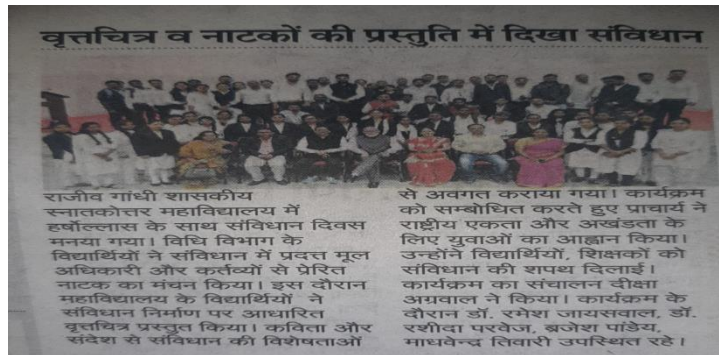 वृत्तचित्र व नाटकों की प्रस्तुति में दिखा संविधान
राजीव गांधी शासकीय
स्नातकोत्तर महाविद्यालय में
हर्षोल्लास के साथ संविधान दिवस
मनया गया। विधि विभाग के
विद्यार्थियों ने संविधान में प्रदत्त मूल
अधिकारी और कर्तव्यों से प्रेरित
नाटक का मंचन किया। इस दौरान
महाविद्यालय के विद्यार्थियों ने
संविधान निर्माण पर आधारित
वृत्तचित्र प्रस्तुत किया। कविता और
संदेश से संविधान की विशेषताओं
से अवगत कराया गया। कार्यक्रम
को सम्बोधित करते हुए प्राचार्य ने
राष्ट्रीय एकता और अखंडता के
लिए युवाओं का आह्वान किया।
उन्होंने विद्यार्थियों, शिक्षकों को
संविधान की शपथ दिलाई।
कार्यक्रम का संचालन दीक्षा
अग्रवाल ने किया। कार्यक्रम के
दौरान डॉ. रमेश जायसवाल, डॉ.
रशीदा परवेज, ब्रजेश पांडेय,
माधवेन्द्र तिवारी उपस्थित रहे।